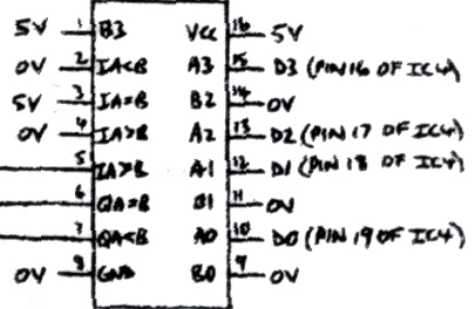 5V 1 B3 VCC 16 5V
0V 2 IA<B A3 15 D3 (PIN 16 OF IC4)
5V 3 IA=B B2 14 0V
0V 4 IA>B A2 13 D2 (PIN 17 OF IC4)
5 IA>B A1 12 D1 (PIN 18 OF IC4)
6 QA=B B1 11 0V
7 QA<B A0 10 D0 (PIN 19 OF IC4)
0V 8 GND B0 9 0V